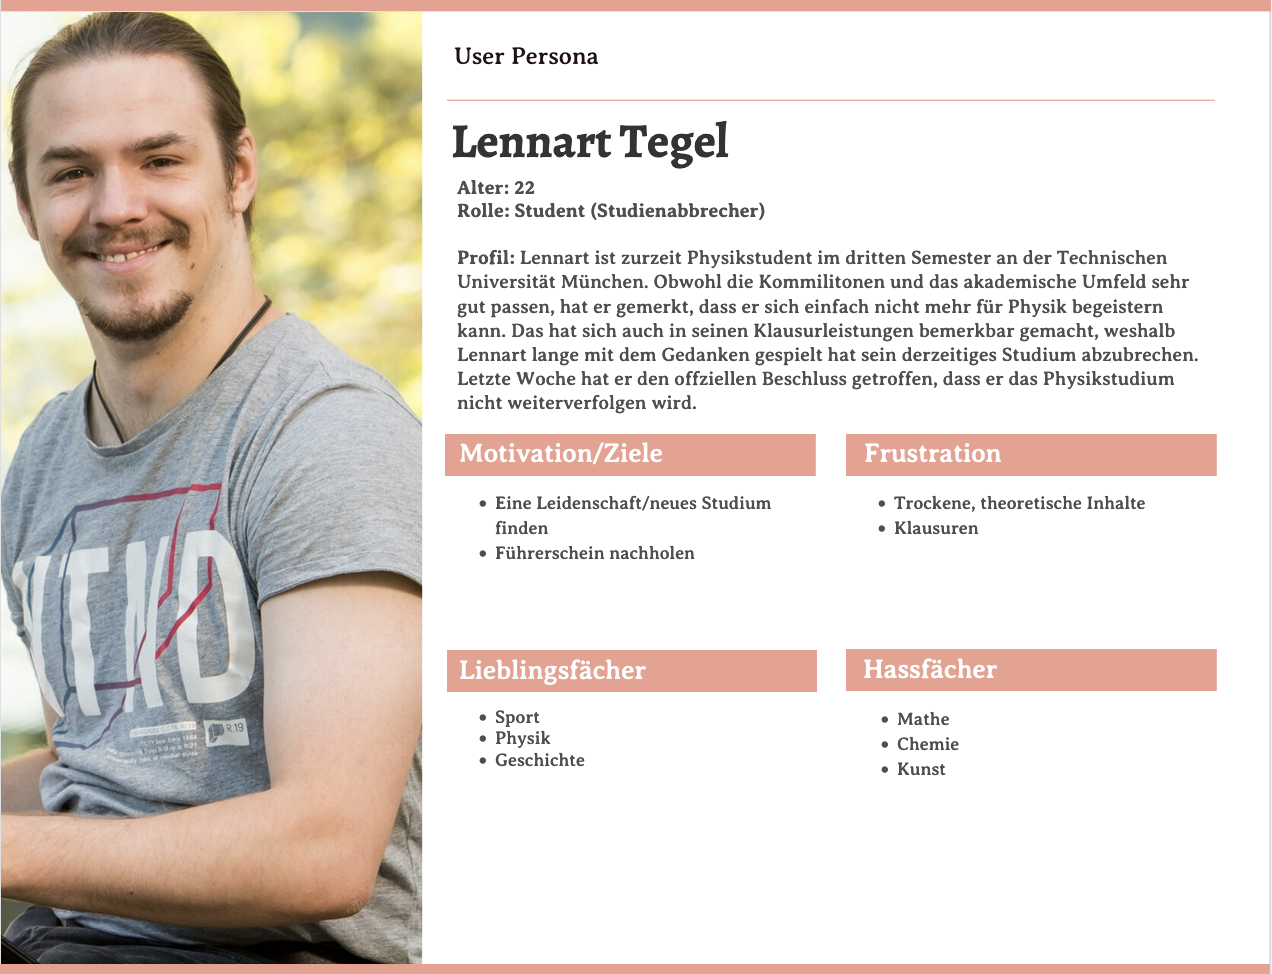 User Persona
Lennart Tegel
Alter: 22
Rolle: Student (Studienabbrecher)
Profil: Lennart ist zurzeit Physikstudent im dritten Semester an der Technischen
Universität München. Obwohl die Kommilitonen und das akademische Umfeld sehr
gut passen, hat er gemerkt, dass er sich einfach nicht mehr für Physik begeistern
kann. Das hat sich auch in seinen Klausurleistungen bemerkbar gemacht, weshalb
Lennart lange mit dem Gedanken gespielt hat sein derzeitiges Studium abzubrechen.
Letzte Woche hat er den offziellen Beschluss getroffen, dass er das Physikstudium
nicht weiterverfolgen wird.
Motivation/Ziele
• Eine Leidenschaft/neues Studium
finden
• Führerschein nachholen
Frustration
• Trockene, theoretische Inhalte
• Klausuren
Lieblingsfächer
• Sport
• Physik
• Geschichte
Hassfächer
• Mathe
• Chemie
• Kunst
R.19